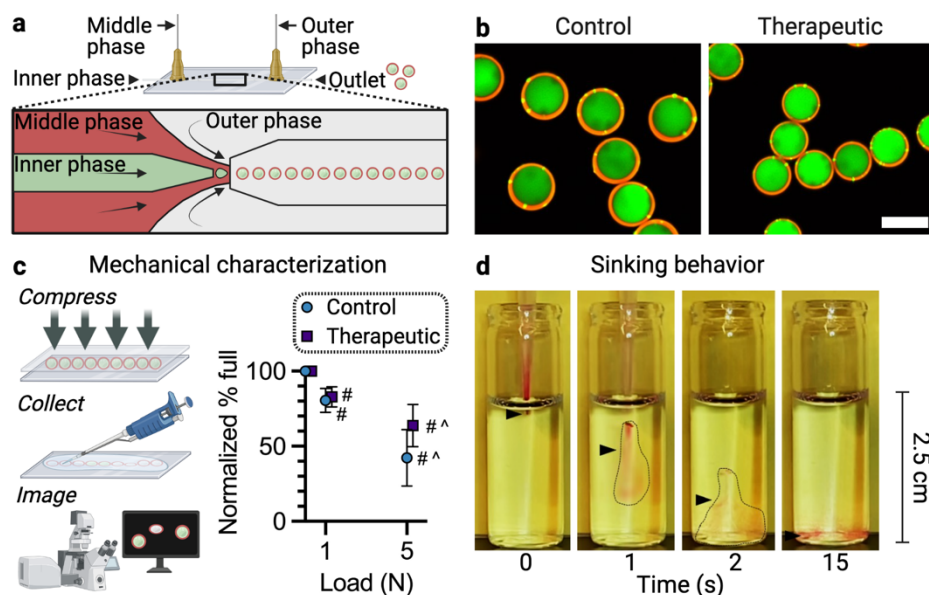 a
Middle phase
Outer phase
Inner phase
Outlet
Middle phase
Outer phase
Inner phase
b
Control
Therapeutic
c
Mechanical characterization
Compress
Collect
Image
Control
Therapeutic
Normalized % full
100
50
0
#
#
# ^
# ^
1
5
Load (N)
d
Sinking behavior
2.5 cm
0
1
2
15
Time (s)